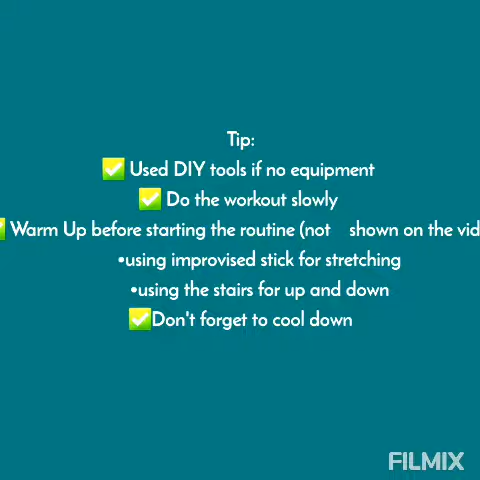 Tip:
✅ Used DIY tools if no equipment
✅ Do the workout slowly
✅ Warm Up before starting the routine (not shown on the vid
•using improvised stick for stretching
•using the stairs for up and down
✅Don't forget to cool down
FILMIX